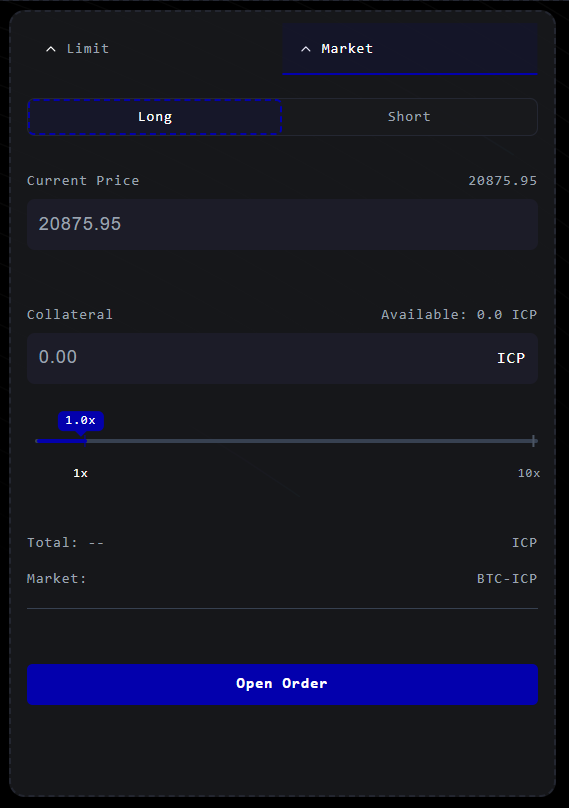 Limit Market
Long Short
Current Price 20875.95
20875.95
Collateral Available: 0.0 ICP
0.00 ICP
1.0x
1x 10x
Total: -- ICP
Market: BTC-ICP
Open Order